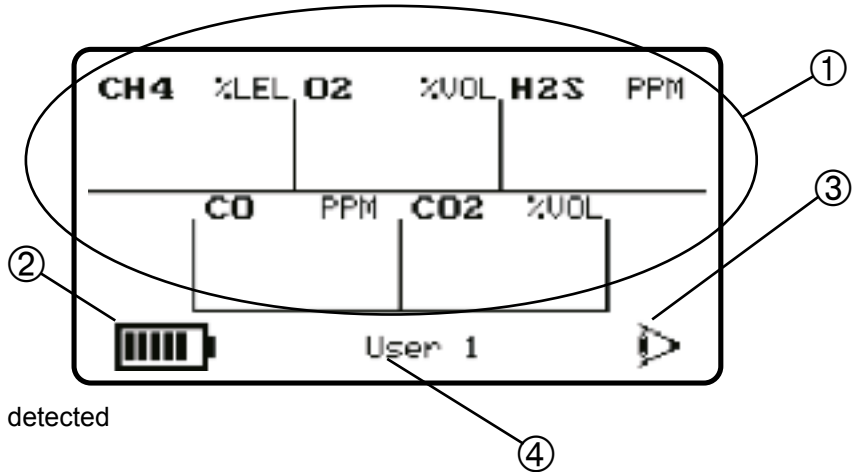 ①
CH4 %LEL O2 %VOL H2S PPM
③
CO PPM CO2 %VOL
②
User 1
detected
④